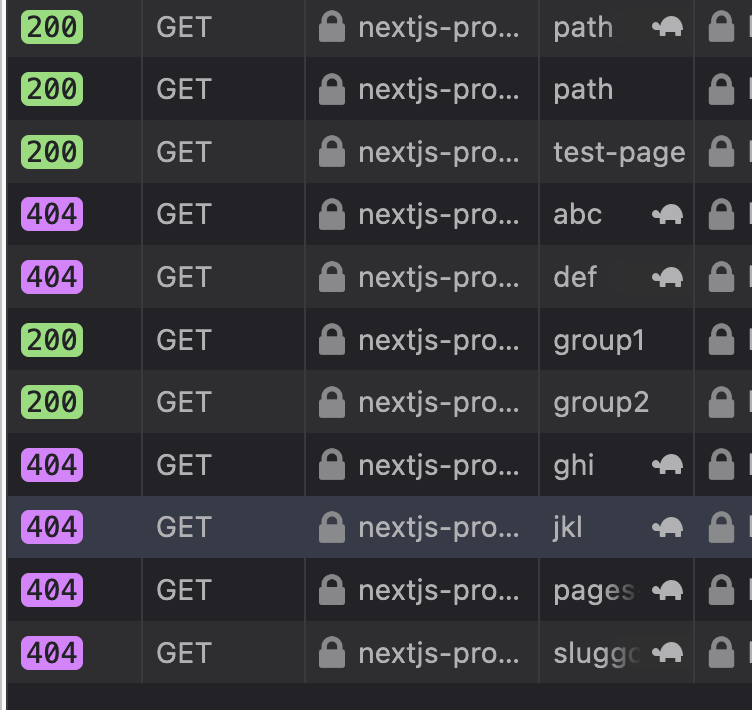 200 GET nextjs-pro... path
200 GET nextjs-pro... path
200 GET nextjs-pro... test-page
404 GET nextjs-pro... abc
404 GET nextjs-pro... def
200 GET nextjs-pro... group1
200 GET nextjs-pro... group2
404 GET nextjs-pro... ghi
404 GET nextjs-pro... jkl
404 GET nextjs-pro... pages-
404 GET nextjs-pro...